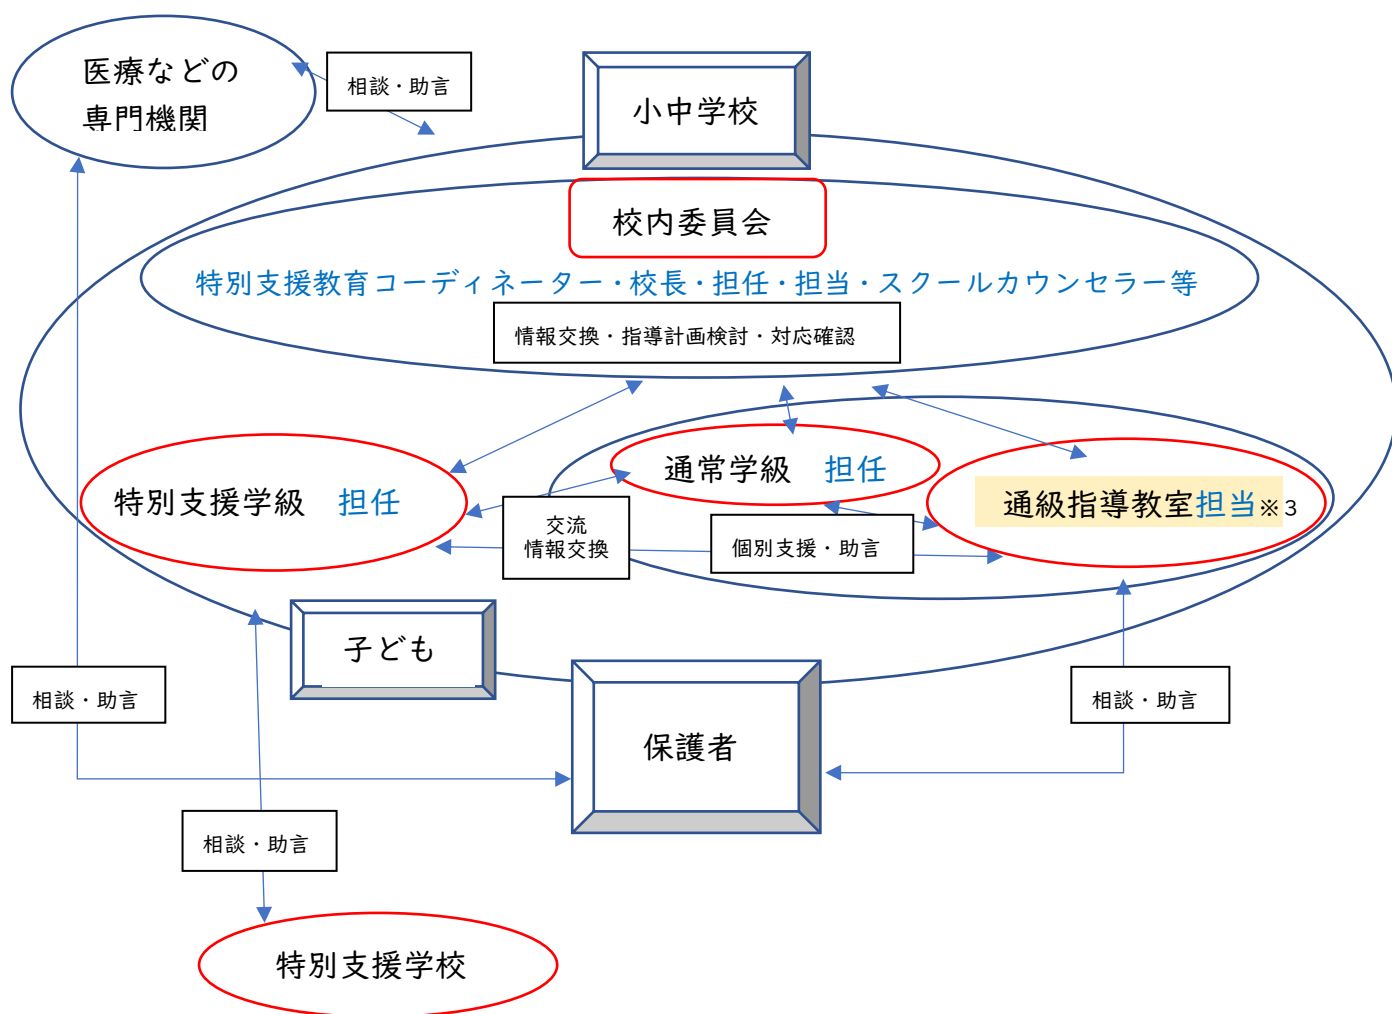 医療などの
専門機関
相談・助言
小中学校
校内委員会
特別支援教育コーディネーター・校長・担任・担当・スクールカウンセラー等
情報交換・指導計画検討・対応確認
通常学級　担任
特別支援学級　担任
通級指導教室担当※3
交流
情報交換
個別支援・助言
子ども
保護者
相談・助言
相談・助言
相談・助言
特別支援学校